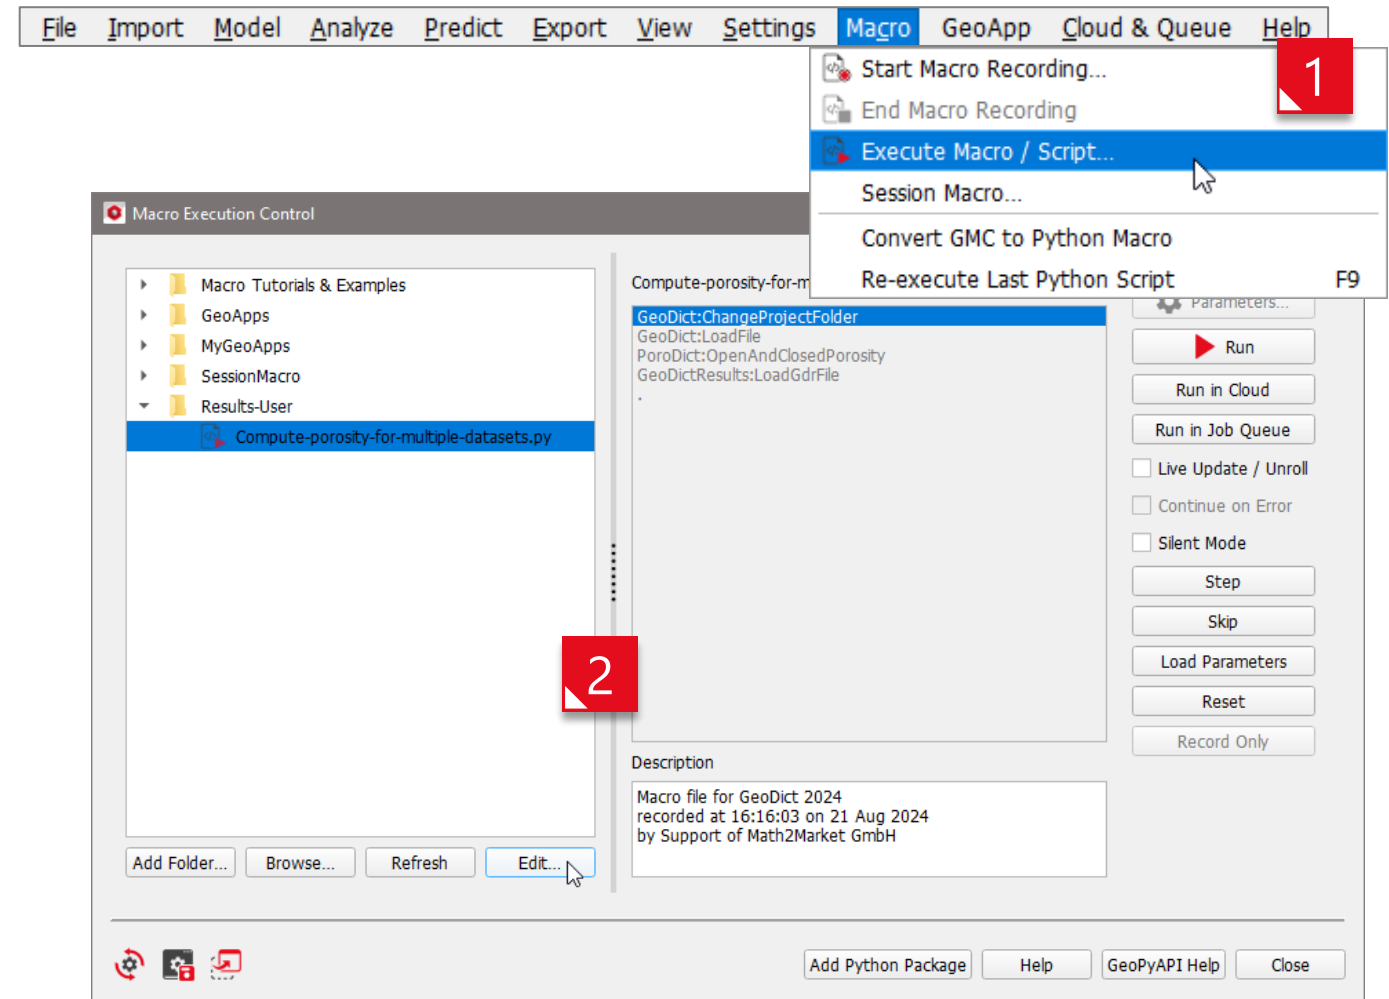 File Import Model Analyze Predict Export View Settings Macro GeoApp Cloud & Queue Help
1
Start Macro Recording...
End Macro Recording
Execute Macro / Script...
Session Macro...
Convert GMC to Python Macro
Re-execute Last Python Script F9
Macro Execution Control
Macro Tutorials & Examples
GeoApps
MyGeoApps
SessionMacro
Results-User
Compute-porosity-for-multiple-datasets.py
Add Folder... Browse... Refresh Edit...
2
Compute-porosity-for-m
GeoDict:ChangeProjectFolder
GeoDict:LoadFile
PoroDict:OpenAndClosedPorosity
GeoDictResults:LoadGdrFile
.
Description
Macro file for GeoDict 2024
recorded at 16:16:03 on 21 Aug 2024
by Support of Math2Market GmbH
Parameters...
Run
Run in Cloud
Run in Job Queue
Live Update / Unroll
Continue on Error
Silent Mode
Step
Skip
Load Parameters
Reset
Record Only
Add Python Package Help GeoPyAPI Help Close